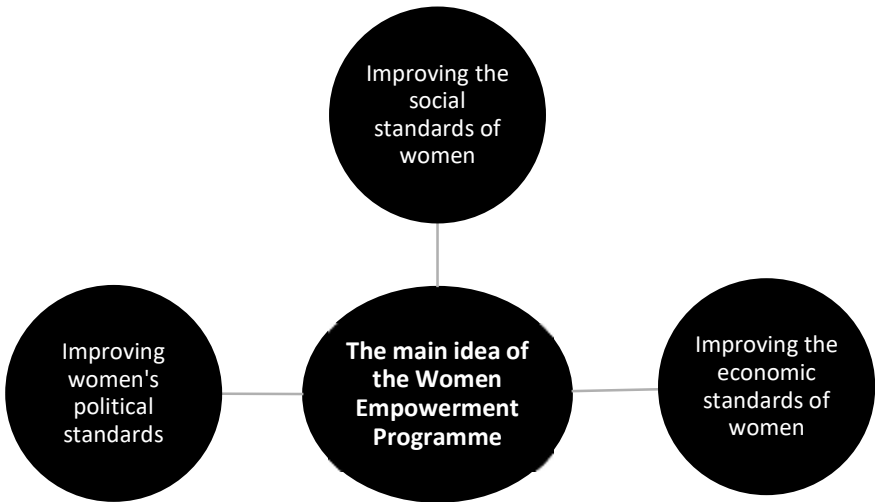 Improving the
social
standards of
women
Improving
women's
political
standards
The main idea of
the Women
Empowerment
Programme
Improving the
economic
standards of
women